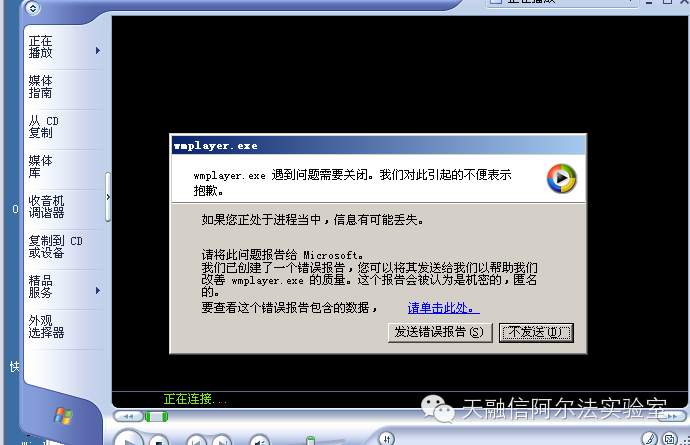 正在播放
正在
播放
媒体
指南
从 CD
复制
媒体
库
收音机
调谐器
复制到 CD
或设备
精品
服务
外观
选择器
wmplayer.exe
wmplayer.exe 遇到问题需要关闭。我们对此引起的不便表示
抱歉。
如果您正处于进程当中，信息有可能丢失。
请将此问题报告给 Microsoft。
我们已创建了一个错误报告，您可以将其发送给我们以帮助我们
改善 wmplayer.exe 的质量。这个报告会被认为是机密的，匿名
的。
要查看这个错误报告包含的数据， 请单击此处。
发送错误报告(S) 不发送(D)
正在连接...
天融信阿尔法实验室
快